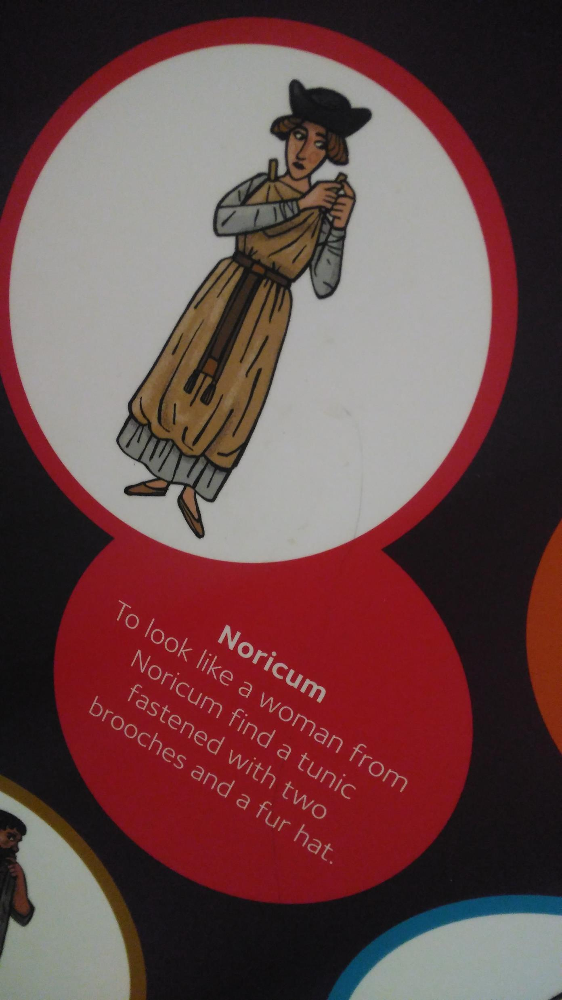 Noricum
To look like a woman from
Noricum find a tunic
fastened with two
brooches and a fur hat.